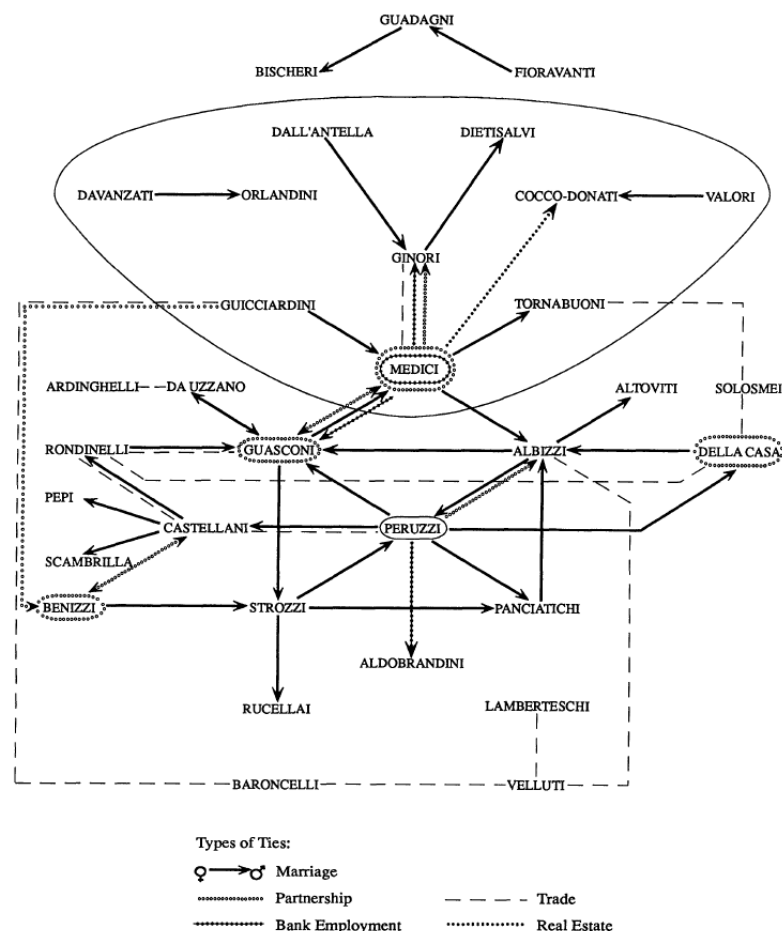 GUADAGNI
BISCHERI FIORAVANTI
DALL'ANTELLA DIETISALVI
DAVANZATI ORLANDINI COCCO-DONATI VALORI
GINORI
GUICCIARDINI TORNABUONI
MEDICI
ARDINGHELLI DA UZZANO ALTOVITI SOLOSMEI
RONDINELLI GUASCONI ALBIZZI DELLA CASA
PEPI
CASTELLANI PERUZZI
SCAMBRILLA
BENIZZI STROZZI PANCIATICHI
ALDOBRANDINI
RUCELLAI LAMBERTESCHI
BARONCELLI VELLUTI
Types of Ties:
♀ ♂ Marriage
Partnership Trade
Bank Employment Real Estate